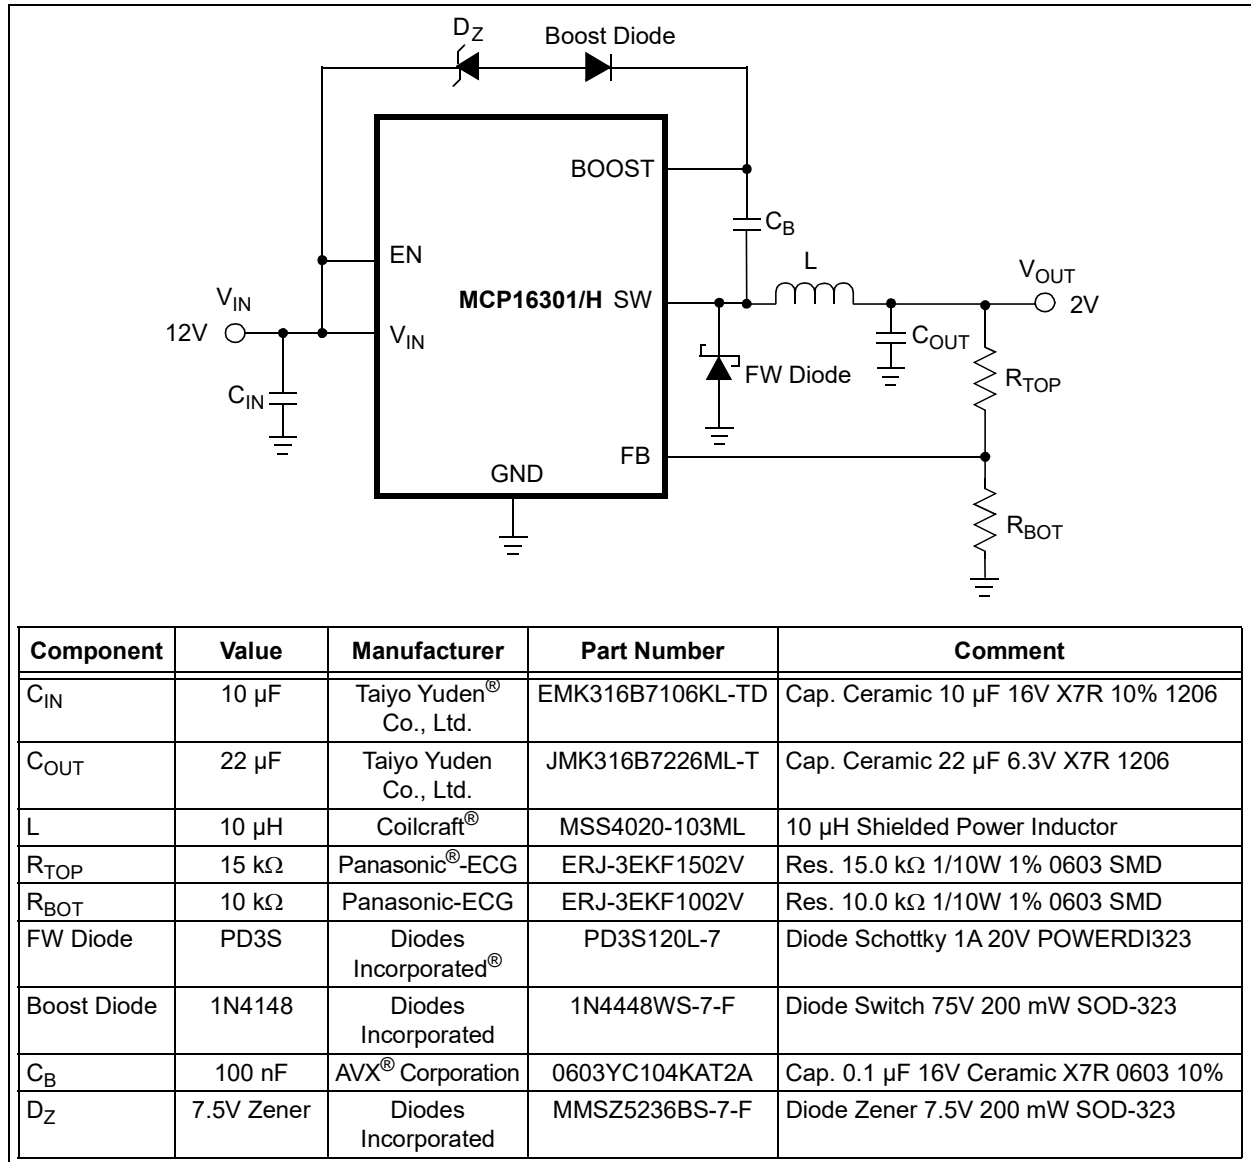 D_Z
Boost Diode
BOOST
C_B
EN
L
V_OUT
V_IN
MCP16301/H SW
2V
12V
V_IN
C_OUT
FW Diode
R_TOP
C_IN
FB
GND
R_BOT
Component Value Manufacturer Part Number Comment
C_IN 10 µF Taiyo Yuden® Co., Ltd. EMK316B7106KL-TD Cap. Ceramic 10 µF 16V X7R 10% 1206
C_OUT 22 µF Taiyo Yuden Co., Ltd. JMK316B7226ML-T Cap. Ceramic 22 µF 6.3V X7R 1206
L 10 µH Coilcraft® MSS4020-103ML 10 µH Shielded Power Inductor
R_TOP 15 kΩ Panasonic®-ECG ERJ-3EKF1502V Res. 15.0 kΩ 1/10W 1% 0603 SMD
R_BOT 10 kΩ Panasonic-ECG ERJ-3EKF1002V Res. 10.0 kΩ 1/10W 1% 0603 SMD
FW Diode PD3S Diodes Incorporated® PD3S120L-7 Diode Schottky 1A 20V POWERDI323
Boost Diode 1N4148 Diodes Incorporated 1N4448WS-7-F Diode Switch 75V 200 mW SOD-323
C_B 100 nF AVX® Corporation 0603YC104KAT2A Cap. 0.1 µF 16V Ceramic X7R 0603 10%
D_Z 7.5V Zener Diodes Incorporated MMSZ5236BS-7-F Diode Zener 7.5V 200 mW SOD-323